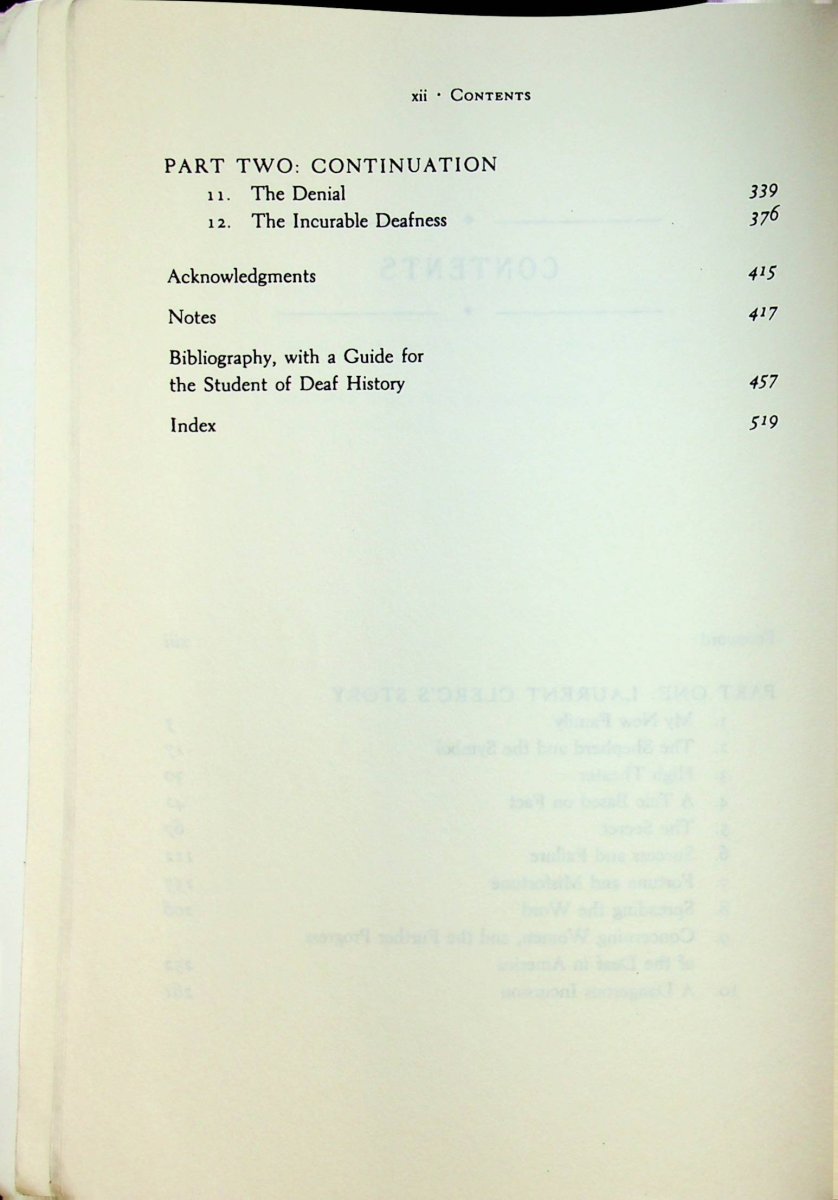 xii · CONTENTS
PART TWO: CONTINUATION
11. The Denial 339
12. The Incurable Deafness 376
Acknowledgments 415
Notes 417
Bibliography, with a Guide for
the Student of Deaf History 457
Index 519